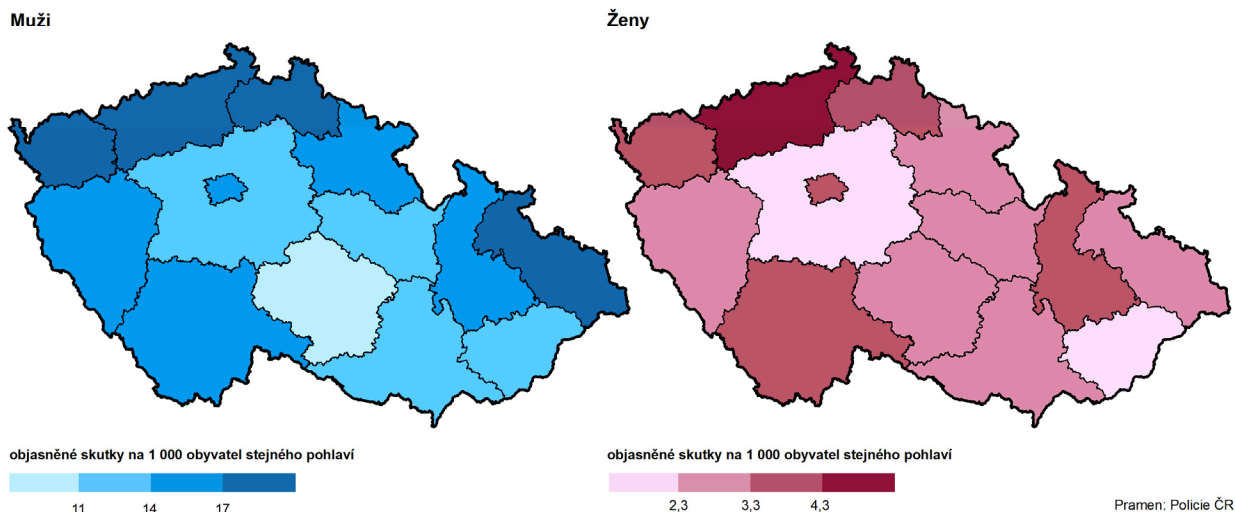 Muži
Ženy
objasněné skutky na 1 000 obyvatel stejného pohlaví
11 14 17
objasněné skutky na 1 000 obyvatel stejného pohlaví
2,3 3,3 4,3
Pramen: Policie ČR